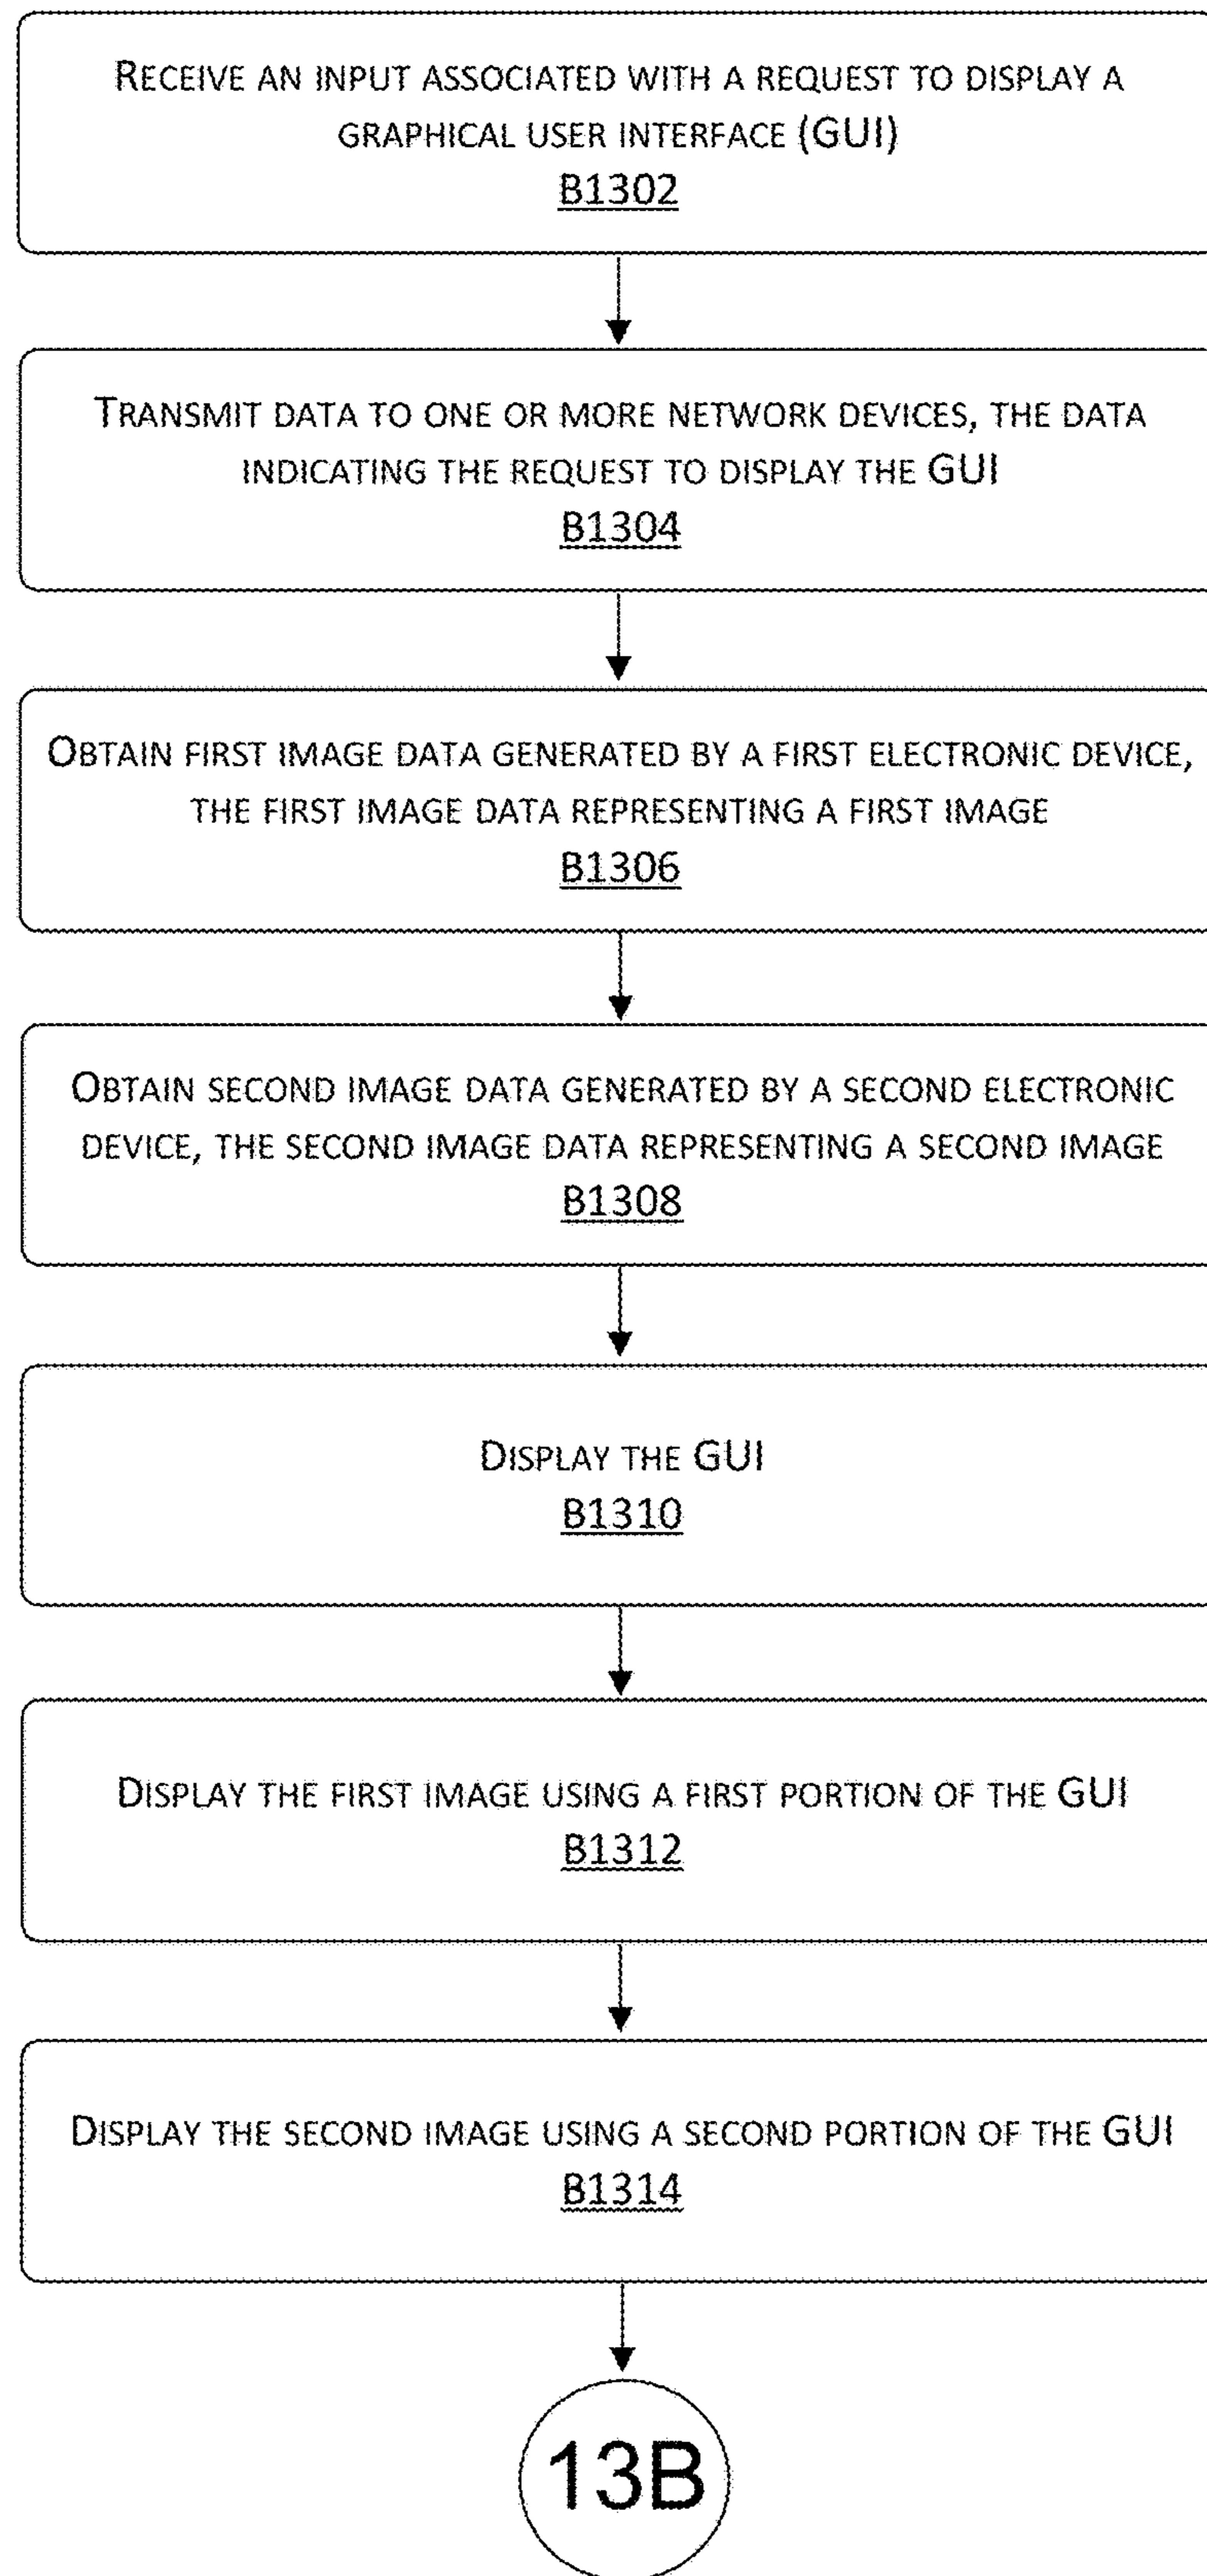 RECEIVE AN INPUT ASSOCIATED WITH A REQUEST TO DISPLAY A
GRAPHICAL USER INTERFACE (GUI)
B1302
TRANSMIT DATA TO ONE OR MORE NETWORK DEVICES, THE DATA
INDICATING THE REQUEST TO DISPLAY THE GUI
B1304
OBTAIN FIRST IMAGE DATA GENERATED BY A FIRST ELECTRONIC DEVICE,
THE FIRST IMAGE DATA REPRESENTING A FIRST IMAGE
B1306
OBTAIN SECOND IMAGE DATA GENERATED BY A SECOND ELECTRONIC
DEVICE, THE SECOND IMAGE DATA REPRESENTING A SECOND IMAGE
B1308
DISPLAY THE GUI
B1310
DISPLAY THE FIRST IMAGE USING A FIRST PORTION OF THE GUI
B1312
DISPLAY THE SECOND IMAGE USING A SECOND PORTION OF THE GUI
B1314
13B